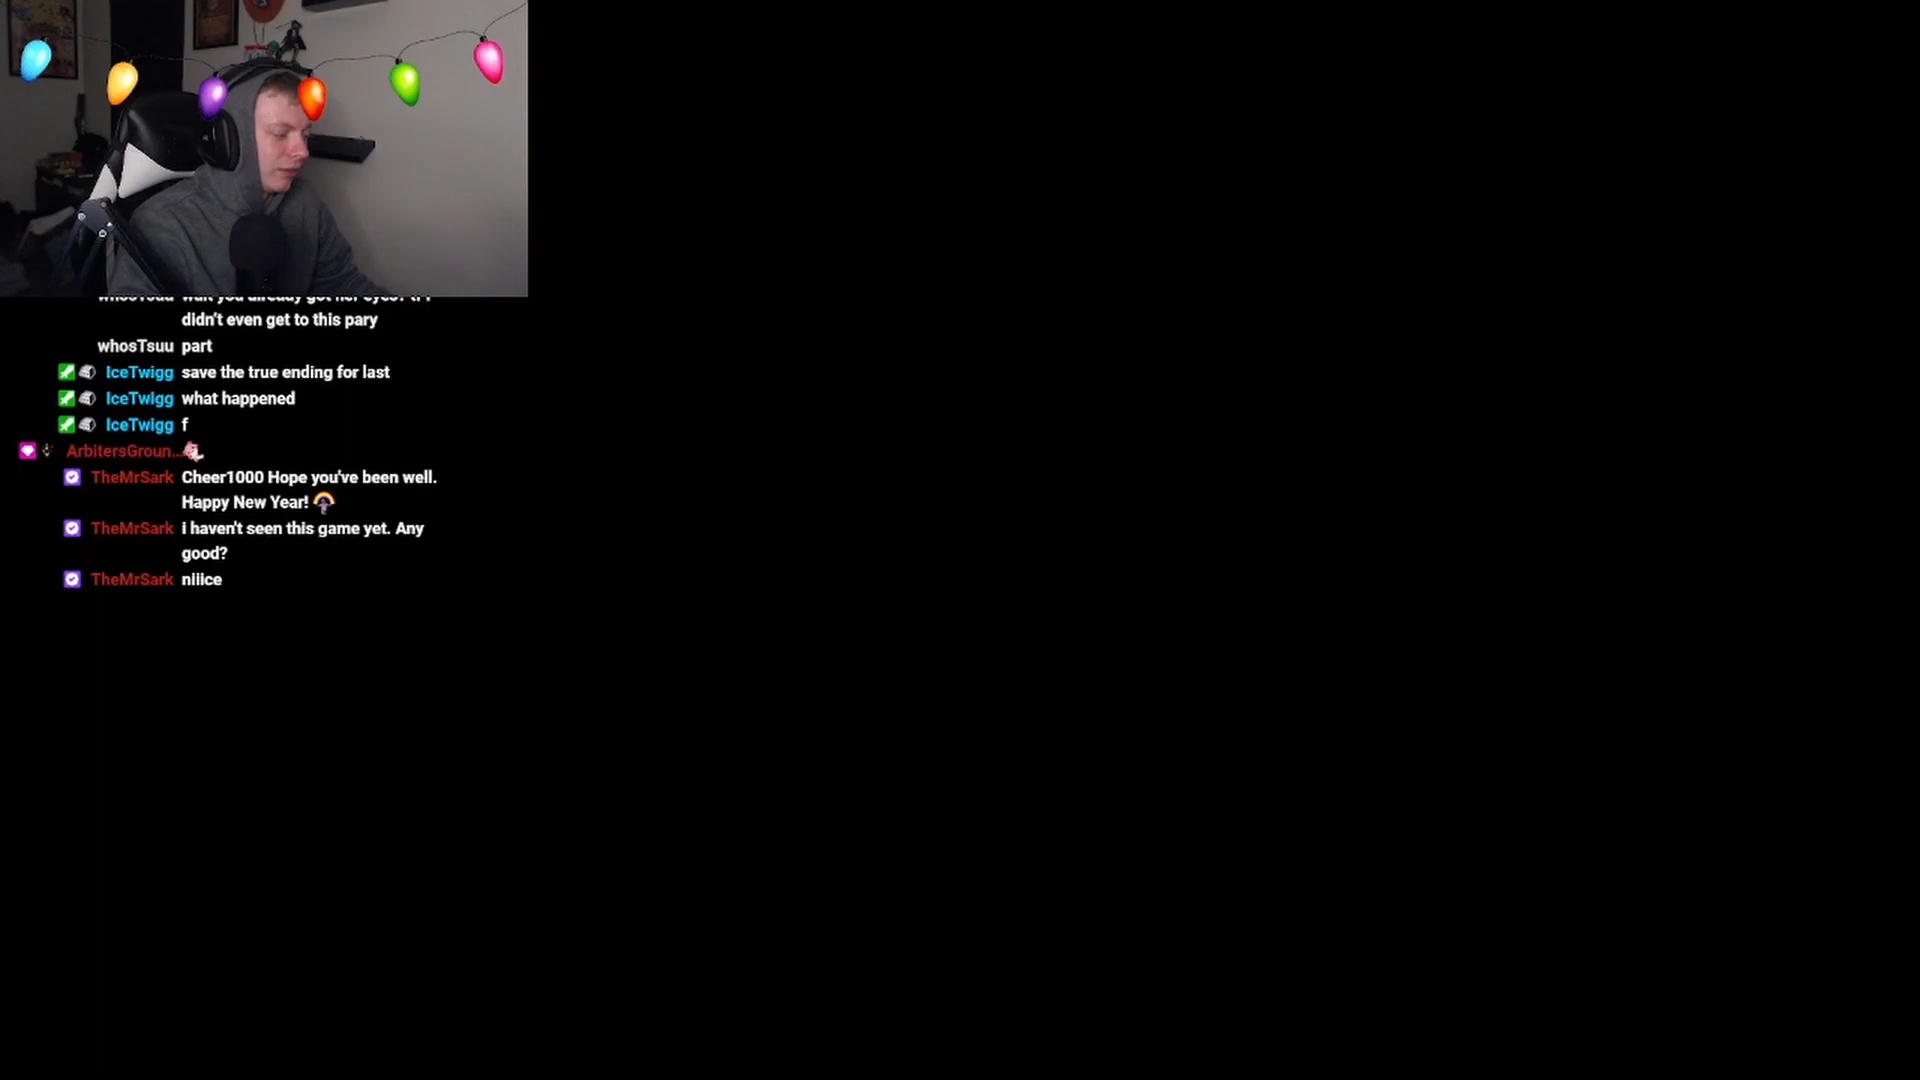 didn't even get to this pary
whosTsuu part
IceTwigg save the true ending for last
IceTwigg what happened
IceTwigg f
ArbitersGroun...
TheMrSark Cheer1000 Hope you've been well.
Happy New Year!
TheMrSark i haven't seen this game yet. Any
good?
TheMrSark niiice